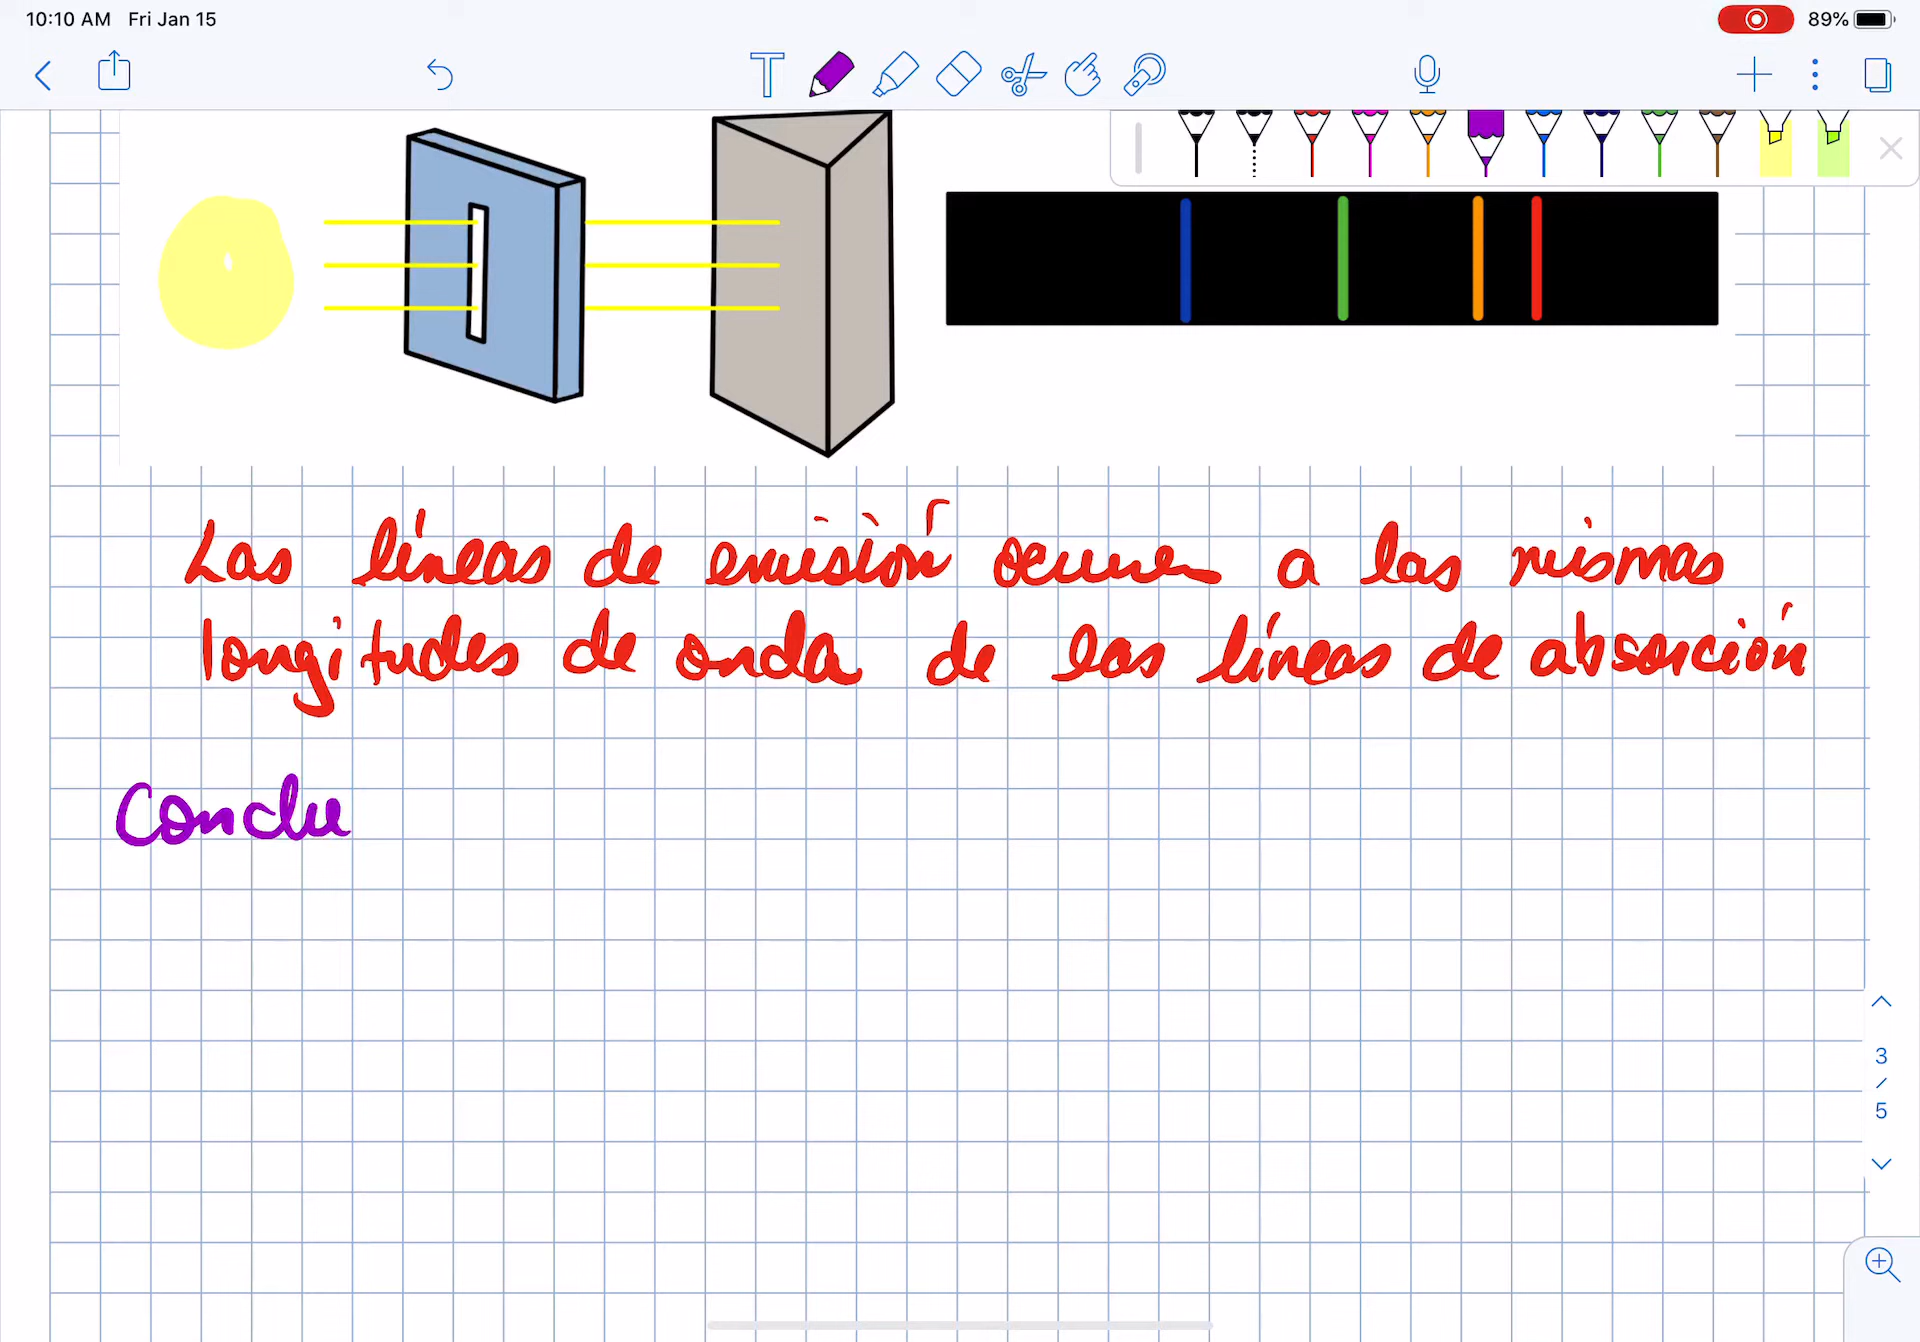 10:10 AM Fri Jan 15
89%
Las líneas de emisión ocurren a las mismas
longitudes de onda de las líneas de absorción
Conclu
3
/
5